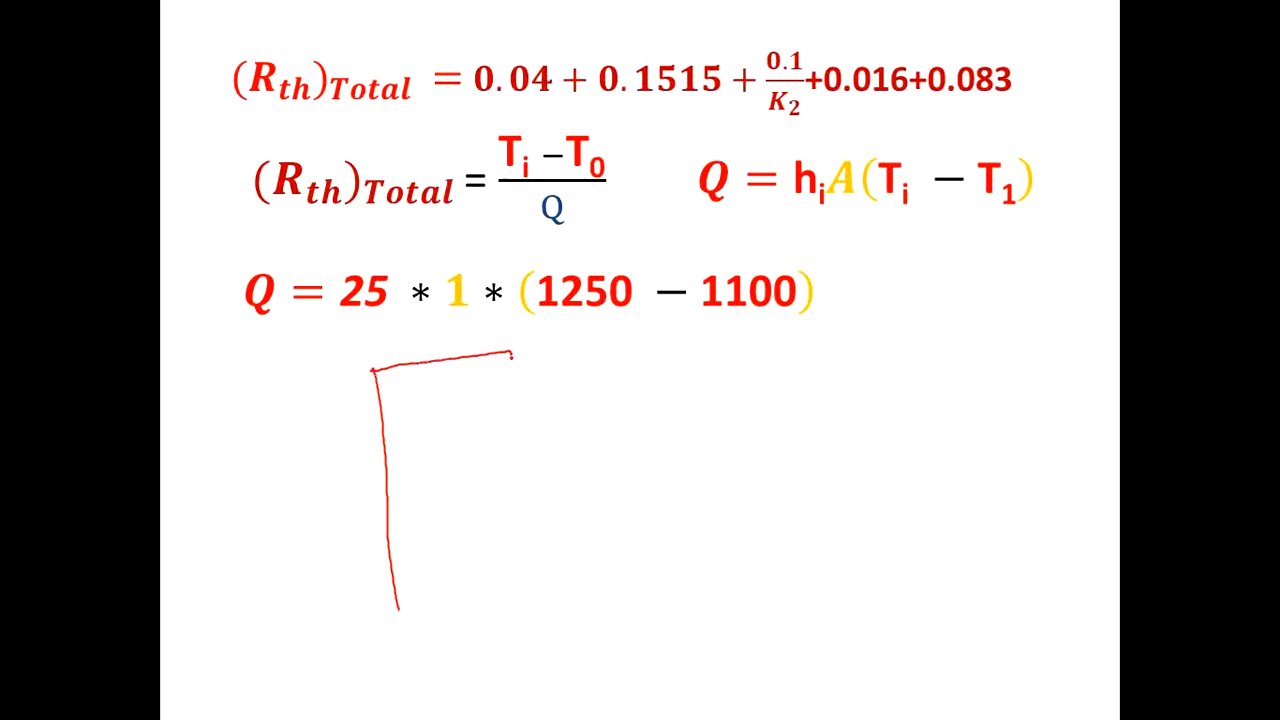 (R_th)_Total = 0.04 + 0.1515 + 0.1/K_2 +0.016+0.083
(R_th)_Total = (T_i − T_0)/Q    Q = h_i A(T_i − T_1)
Q = 25 * 1 * (1250 − 1100)